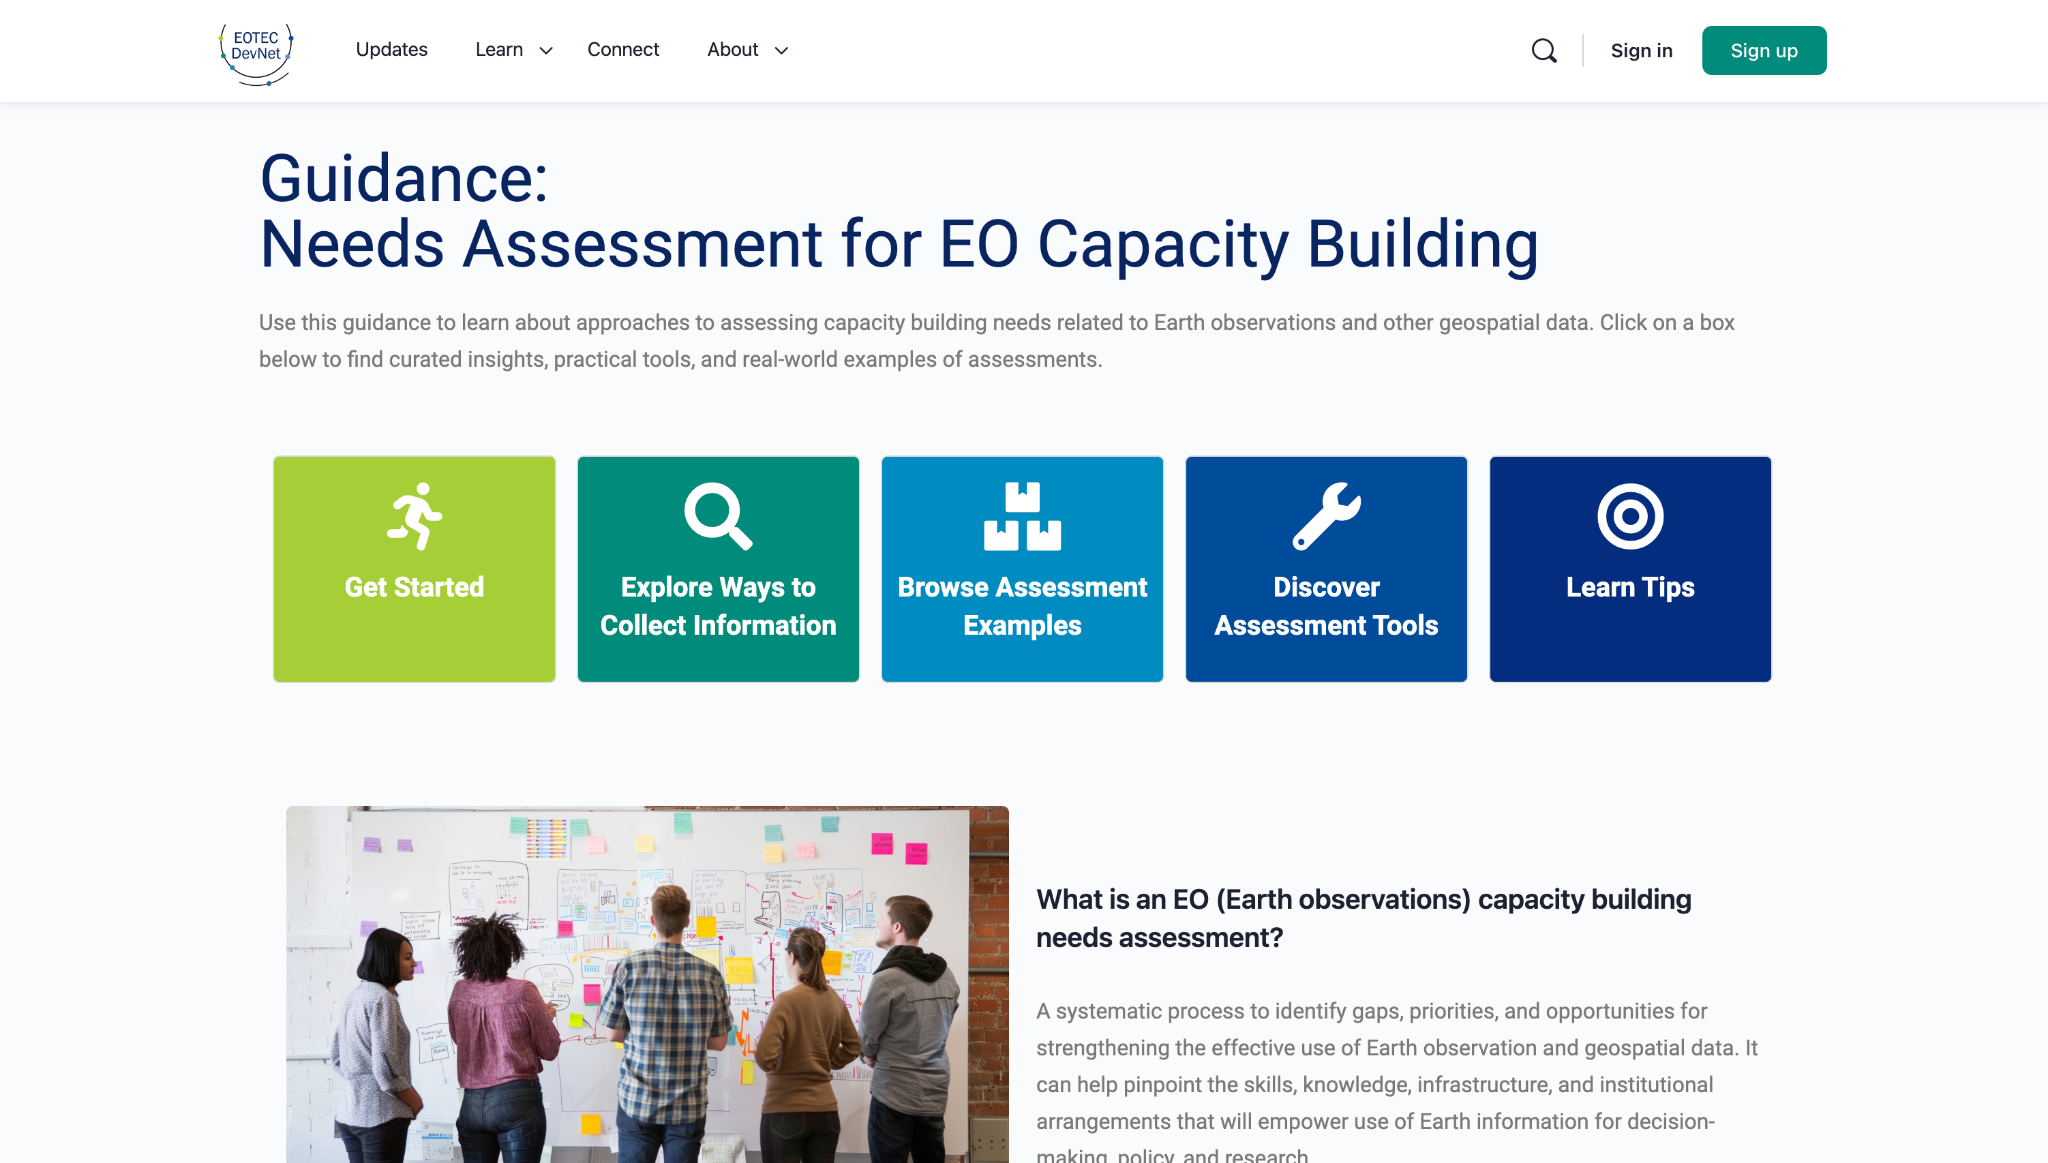 EOTEC
DevNet
Updates
Learn
Connect
About
Sign in
Sign up
Guidance:
Needs Assessment for EO Capacity Building
Use this guidance to learn about approaches to assessing capacity building needs related to Earth observations and other geospatial data. Click on a box
below to find curated insights, practical tools, and real-world examples of assessments.
Get Started
Explore Ways to
Collect Information
Browse Assessment
Examples
Discover
Assessment Tools
Learn Tips
What is an EO (Earth observations) capacity building
needs assessment?
A systematic process to identify gaps, priorities, and opportunities for
strengthening the effective use of Earth observation and geospatial data. It
can help pinpoint the skills, knowledge, infrastructure, and institutional
arrangements that will empower use of Earth information for decision-
making, policy, and research.